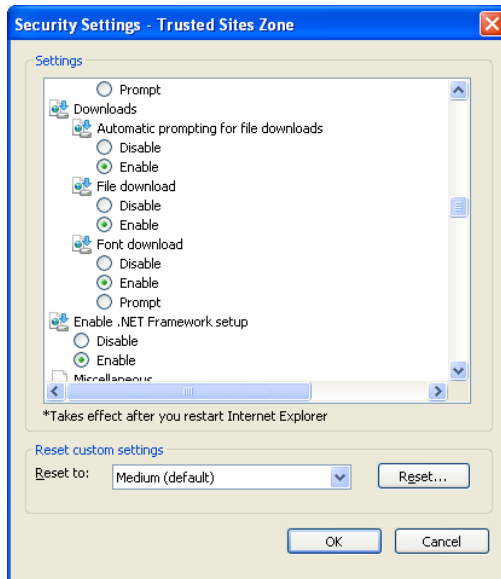 Security Settings - Trusted Sites Zone
Settings
Prompt
Downloads
Automatic prompting for file downloads
Disable
Enable
File download
Disable
Enable
Font download
Disable
Enable
Prompt
Enable .NET Framework setup
Disable
Enable
Miscellaneous
*Takes effect after you restart Internet Explorer
Reset custom settings
Reset to:
Medium (default)
Reset...
OK
Cancel